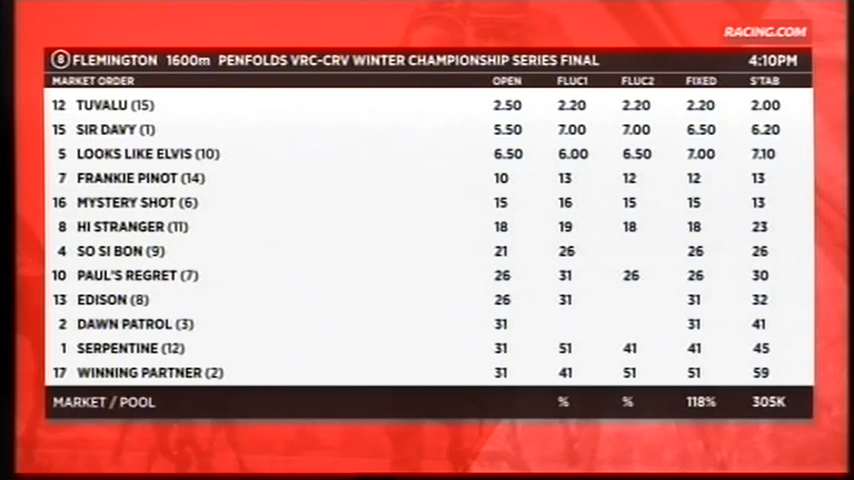 RACING.COM
8 FLEMINGTON 1600m PENFOLDS VRC-CRV WINTER CHAMPIONSHIP SERIES FINAL 4:10PM
MARKET ORDER OPEN FLUC1 FLUC2 FIXED S'TAB
12 TUVALU (15) 2.50 2.20 2.20 2.20 2.00
15 SIR DAVY (1) 5.50 7.00 7.00 6.50 6.20
5 LOOKS LIKE ELVIS (10) 6.50 6.00 6.50 7.00 7.10
7 FRANKIE PINOT (14) 10 13 12 12 13
16 MYSTERY SHOT (6) 15 16 15 15 13
8 HI STRANGER (11) 18 19 18 18 23
4 SO SI BON (9) 21 26 26 26
10 PAUL'S REGRET (7) 26 31 26 26 30
13 EDISON (8) 26 31 31 32
2 DAWN PATROL (3) 31 31 41
1 SERPENTINE (12) 31 51 41 41 45
17 WINNING PARTNER (2) 31 41 51 51 59
MARKET / POOL % % 118% 305K